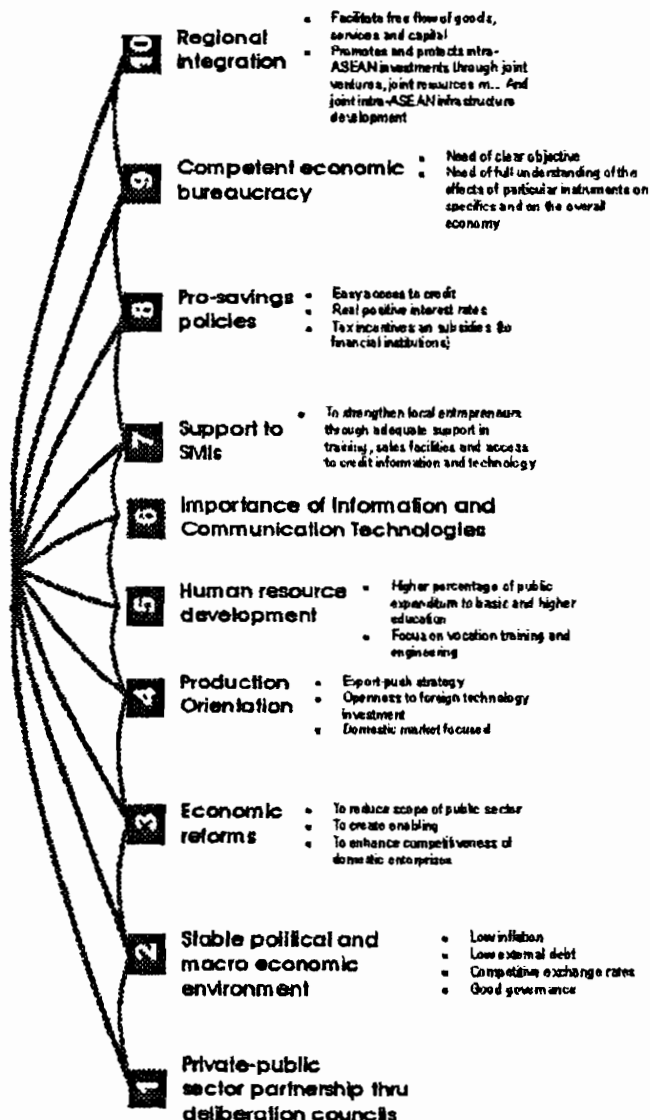 10
Regional
integration
• Facilitate free flow of goods,
services and capital
• Promotes and protects intra-
ASEAN investments through joint
ventures, joint resources m... And
joint intra-ASEAN infrastructure
development
9
Competent economic
bureaucracy
• Need of clear objective
• Need of full understanding of the
effects of particular instruments on
specifics and on the overall
economy
8
Pro-savings
policies
• Easy access to credit
• Real positive interest rates
• Tax incentives an subsidies (to
financial institutions)
7
Support to
SMIs
• To strengthen local entrepreneurs
through adequate support in
training, sales facilities and access
to credit information and technology
6
Importance of Information and
Communication Technologies
5
Human resource
development
• Higher percentage of public
expenditure to basic and higher
education
• Focus on vocation training and
engineering
4
Production
Orientation
• Export-push strategy
• Openness to foreign technology
investment
• Domestic market focused
3
Economic
reforms
• To reduce scope of public sector
• To create enabling
• To enhance competitiveness of
domestic enterprises
2
Stable political and
macro economic
environment
• Low inflation
• Low external debt
• Competitive exchange rates
• Good governance
1
Private-public
sector partnership thru
deliberation councils